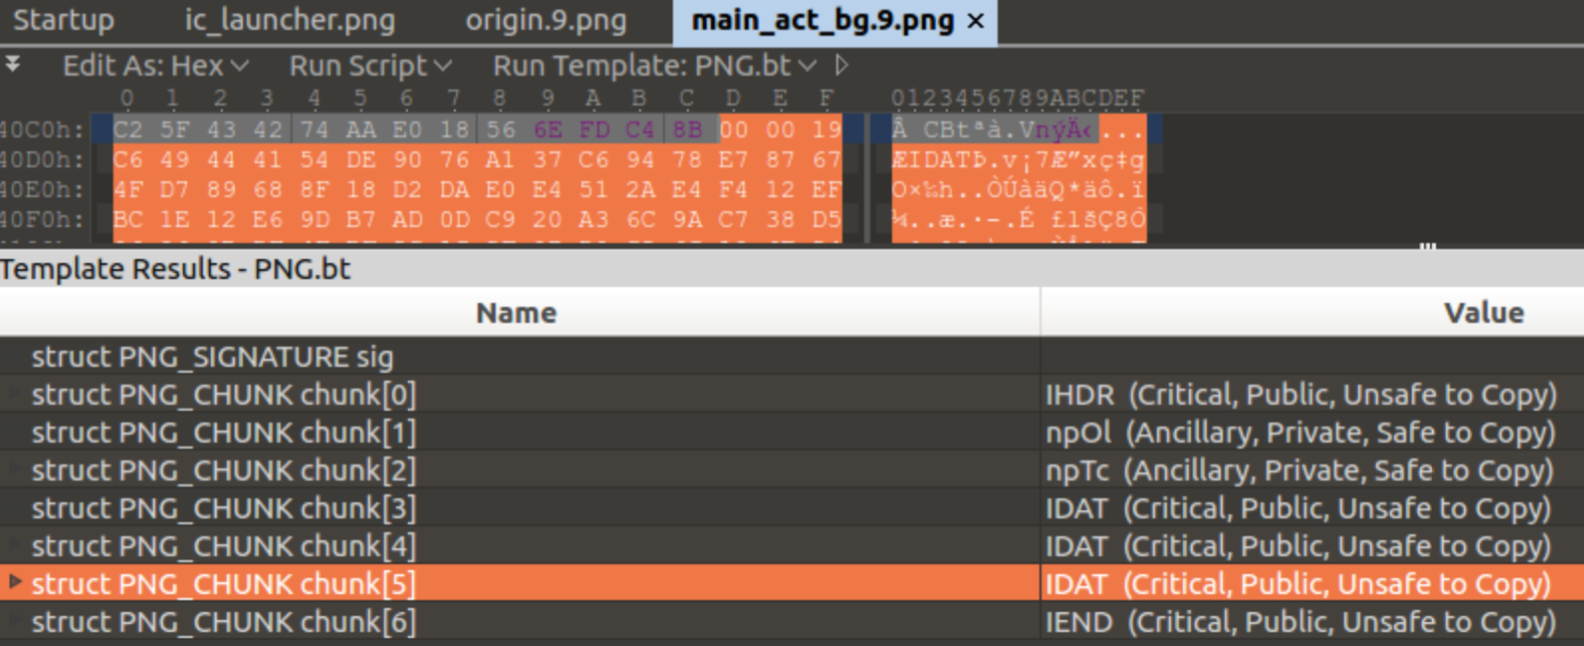 Startup ic_launcher.png origin.9.png main_act_bg.9.png ×
Edit As: Hex Run Script Run Template: PNG.bt
0 1 2 3 4 5 6 7 8 9 A B C D E F 0123456789ABCDEF
40C0h: C2 5F 43 42 74 AA E0 18 56 6E FD C4 8B 00 00 19 Â CBtªà.VnýÄ‹...
40D0h: C6 49 44 41 54 DE 90 76 A1 37 C6 94 78 E7 87 67 ÆIDATÞ.v¡7Æ”xç‡g
40E0h: 4F D7 89 68 8F 18 D2 DA E0 E4 51 2A E4 F4 12 EF O×‰h..ÒÚàäQ*äô.ï
40F0h: BC 1E 12 E6 9D B7 AD 0D C9 20 A3 6C 9A C7 38 D5 ¼..æ.·-.É £lšÇ8Õ
Template Results - PNG.bt
Name Value
struct PNG_SIGNATURE sig
struct PNG_CHUNK chunk[0] IHDR (Critical, Public, Unsafe to Copy)
struct PNG_CHUNK chunk[1] npOl (Ancillary, Private, Safe to Copy)
struct PNG_CHUNK chunk[2] npTc (Ancillary, Private, Safe to Copy)
struct PNG_CHUNK chunk[3] IDAT (Critical, Public, Unsafe to Copy)
struct PNG_CHUNK chunk[4] IDAT (Critical, Public, Unsafe to Copy)
struct PNG_CHUNK chunk[5] IDAT (Critical, Public, Unsafe to Copy)
struct PNG_CHUNK chunk[6] IEND (Critical, Public, Unsafe to Copy)